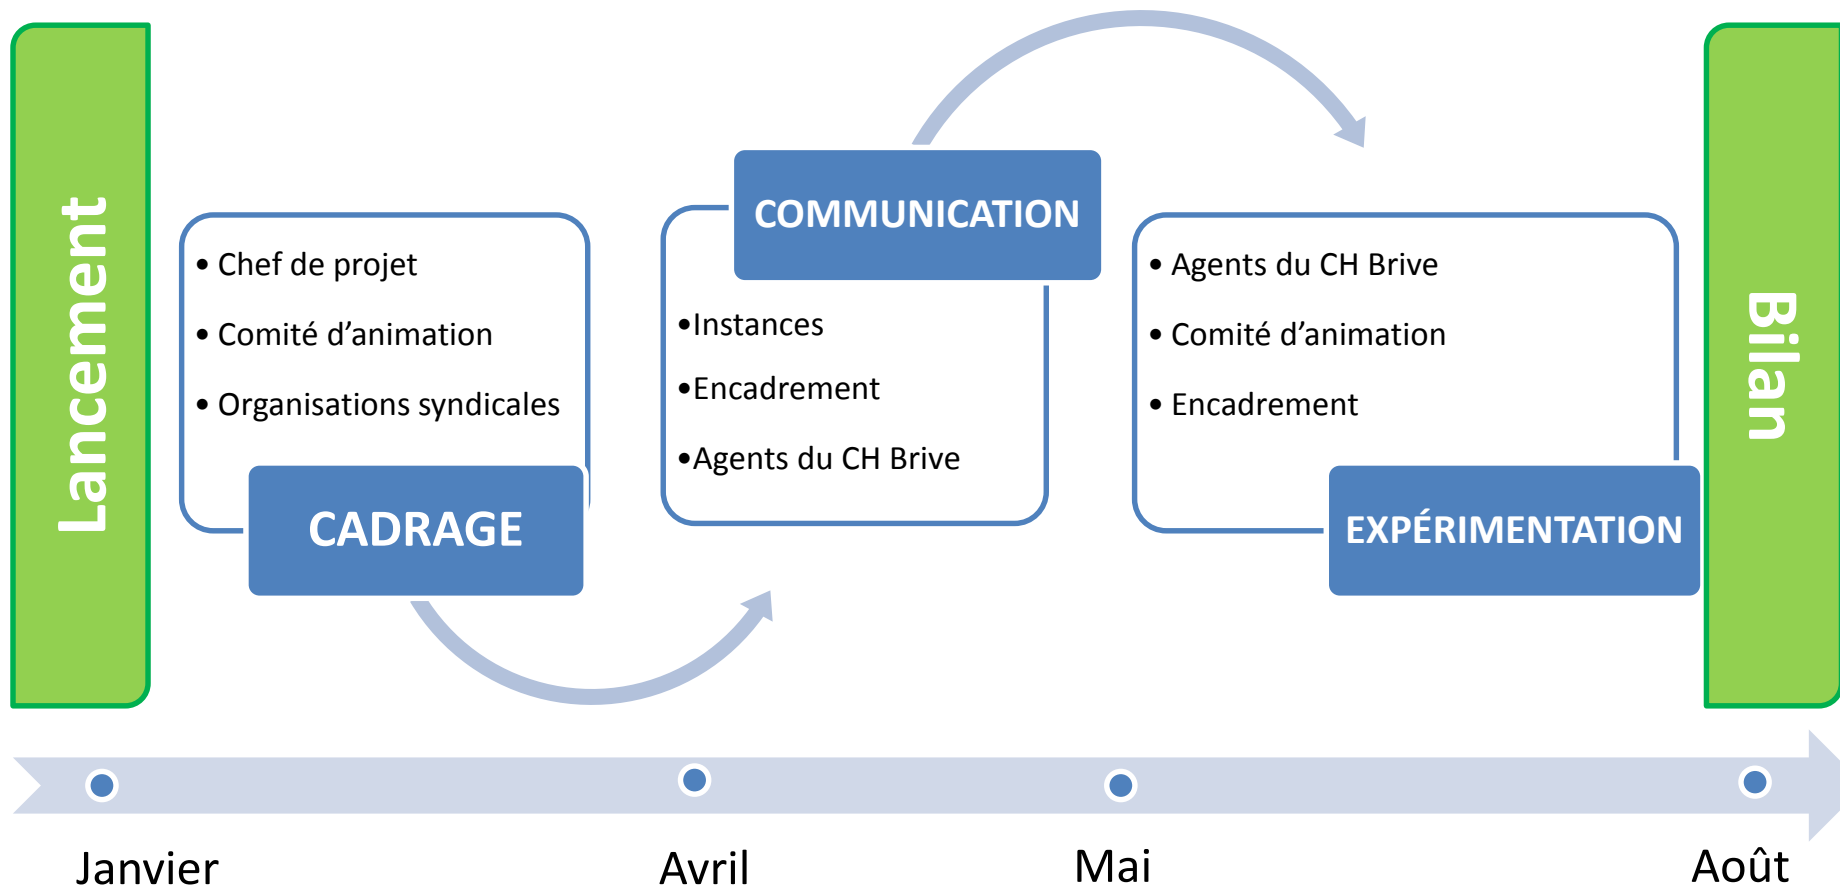 Lancement
• Chef de projet
• Comité d’animation
• Organisations syndicales
CADRAGE
COMMUNICATION
•Instances
•Encadrement
•Agents du CH Brive
• Agents du CH Brive
• Comité d’animation
• Encadrement
EXPÉRIMENTATION
Bilan
Janvier
Avril
Mai
Août